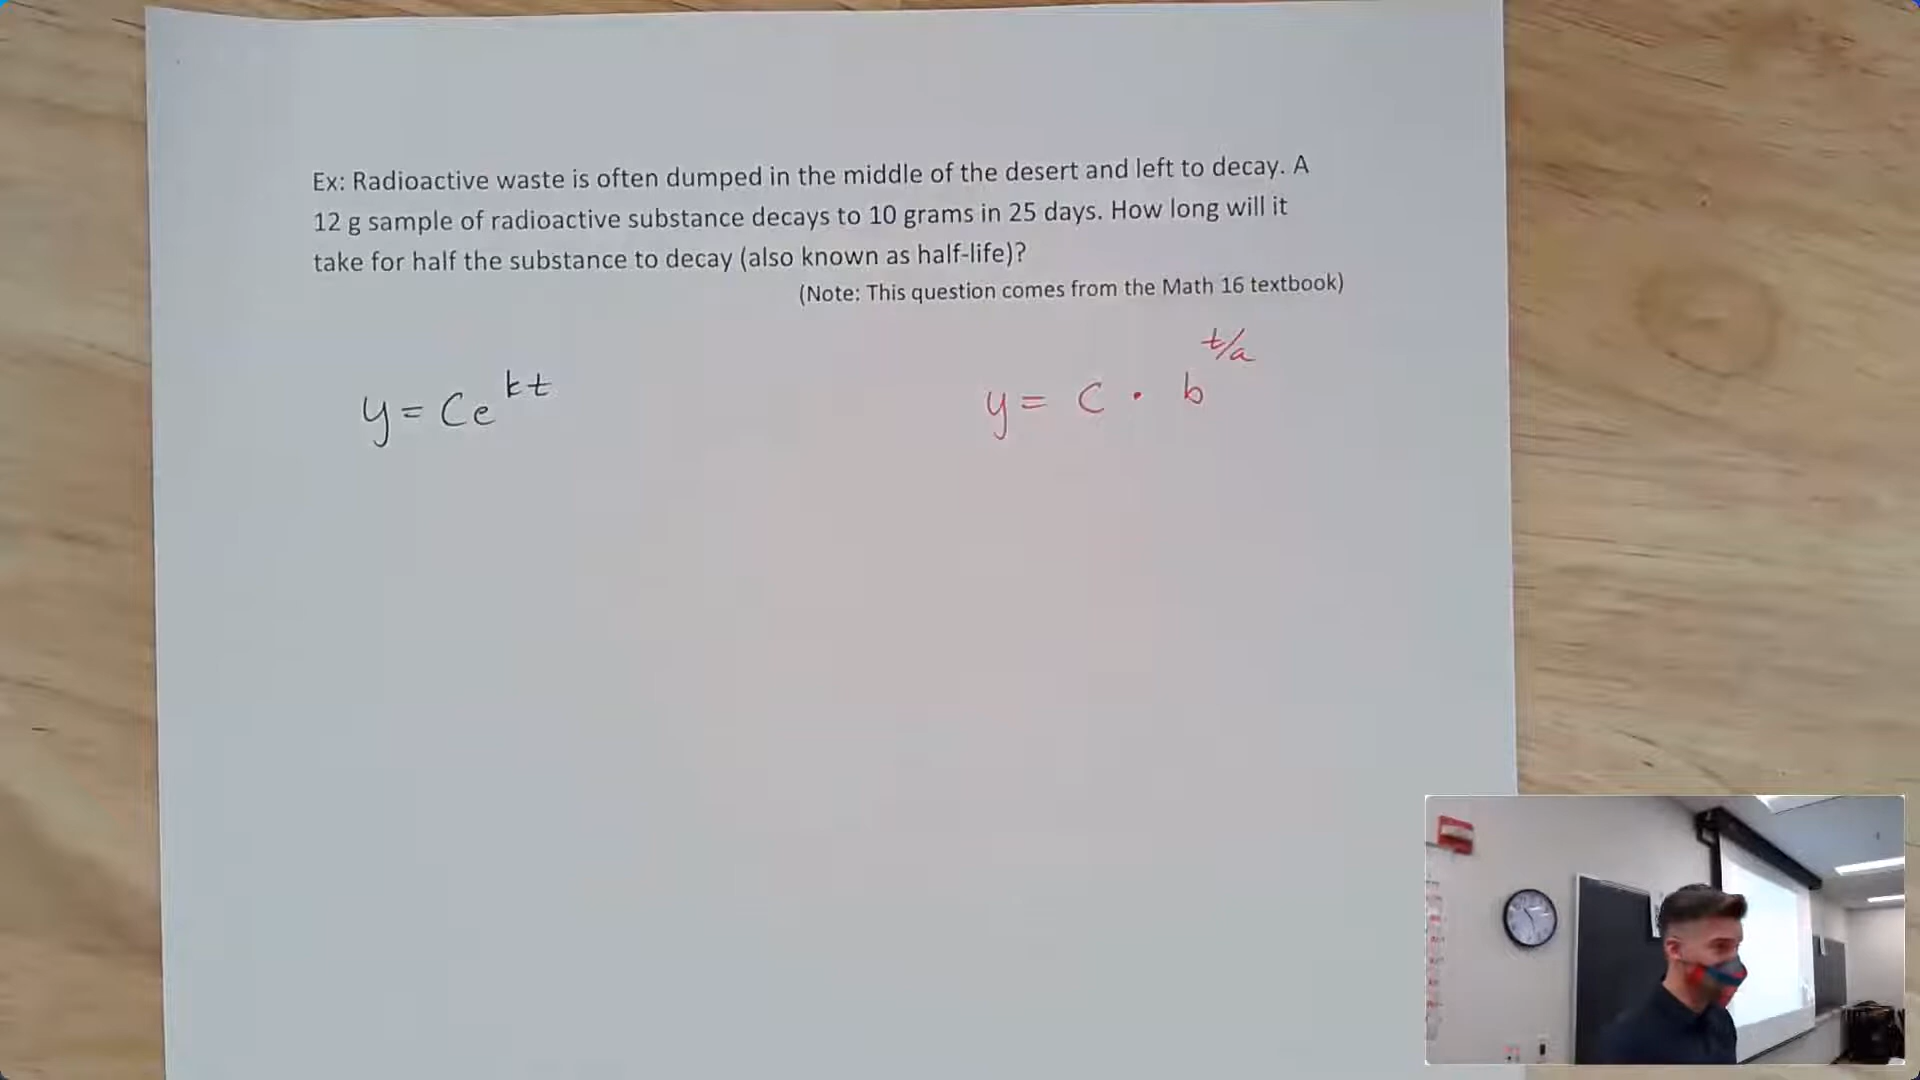 Ex: Radioactive waste is often dumped in the middle of the desert and left to decay. A
12 g sample of radioactive substance decays to 10 grams in 25 days. How long will it
take for half the substance to decay (also known as half-life)?
(Note: This question comes from the Math 16 textbook)
y = Ce^{kt}
y = C · b^{t/a}